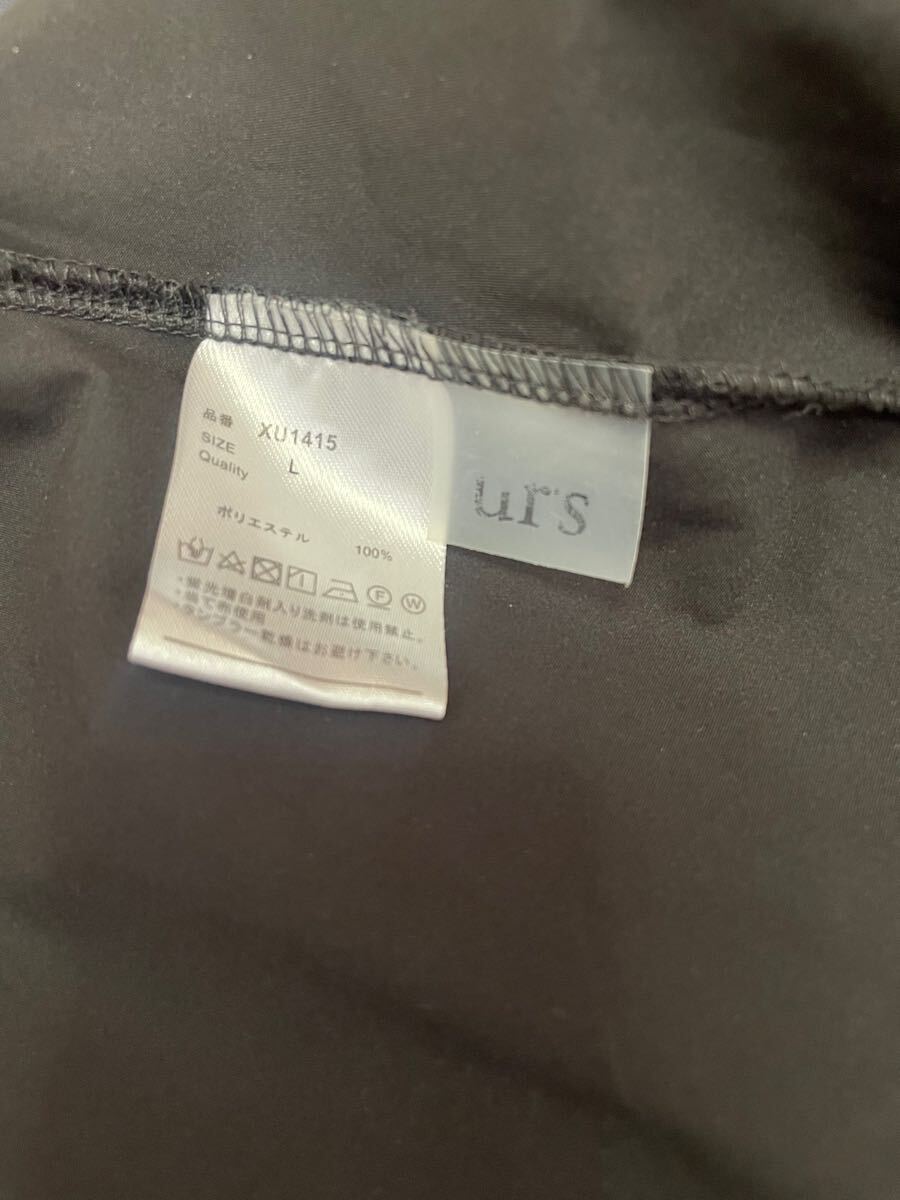 品番 XU1415
SIZE L
Quality
ポリエステル 100%
F W
・蛍光増白剤入り洗剤は使用禁止。
・当て布使用
・タンブラー乾燥はお避け下さい。
ur's